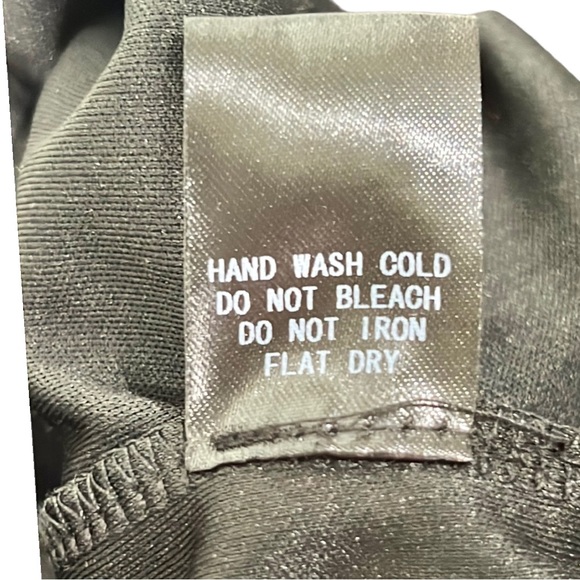 HAND WASH COLD
DO NOT BLEACH
DO NOT IRON
FLAT DRY